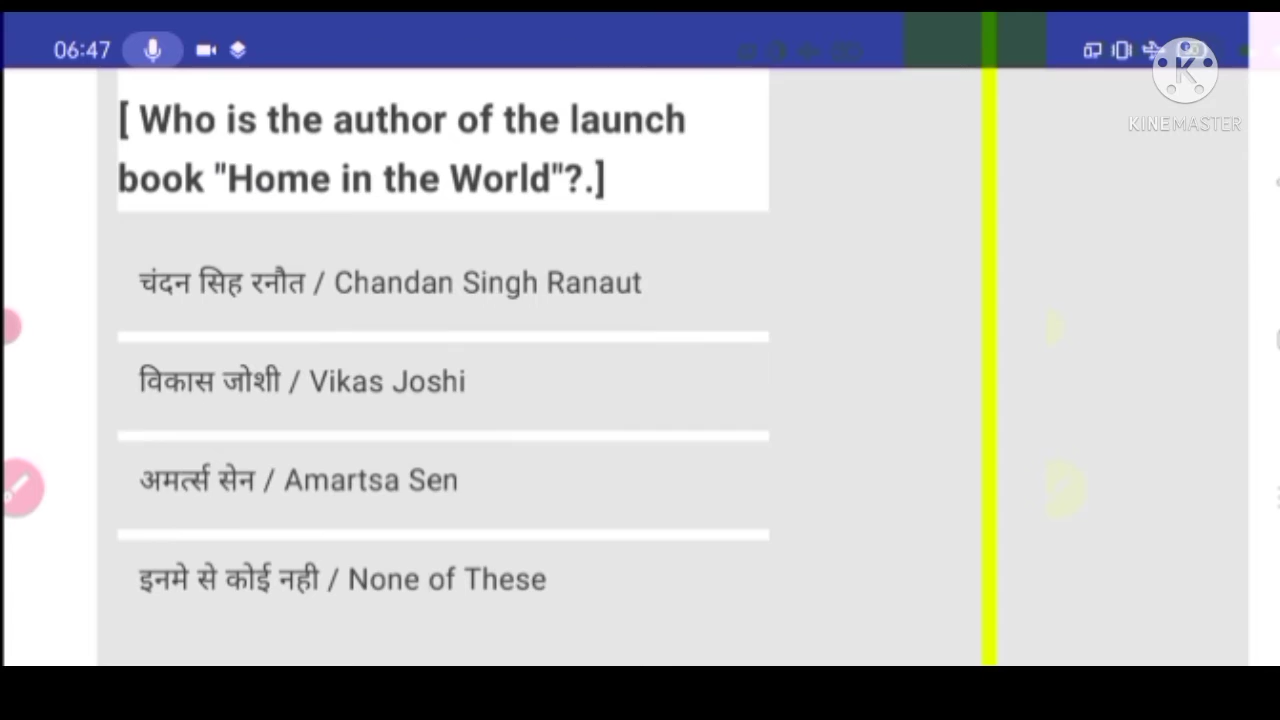 06:47
[ Who is the author of the launch
book "Home in the World"?.]
चंदन सिह रनौत / Chandan Singh Ranaut
विकास जोशी / Vikas Joshi
अमर्त्स सेन / Amartsa Sen
इनमे से कोई नही / None of These
K
KINEMASTER